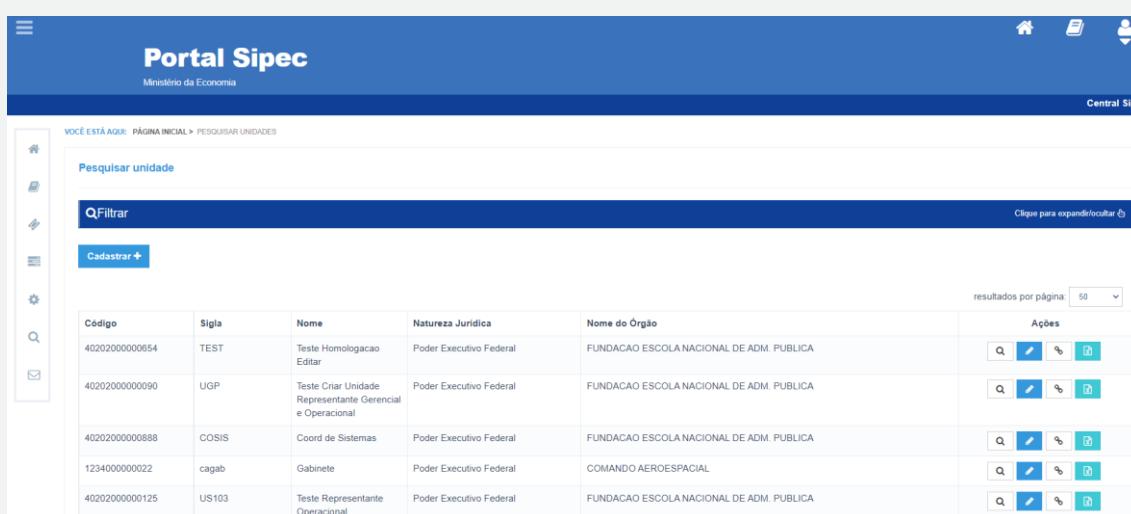 Portal Sipec
Ministério da Economia
Central
VOCÊ ESTÁ AQUI: PÁGINA INICIAL > PESQUISAR UNIDADES
Pesquisar unidade
Filtrar
Clique para expandir/ocultar
Cadastrar +
resultados por página: 50
Código Sigla Nome Natureza Jurídica Nome do Órgão Ações
40202000000654 TEST Teste Homologacao Poder Executivo Federal FUNDACAO ESCOLA NACIONAL DE ADM. PUBLICA
Editar
40202000000090 UGP Teste Criar Unidade Poder Executivo Federal FUNDACAO ESCOLA NACIONAL DE ADM. PUBLICA
Representante Gerencial
e Operacional
40202000000888 COSIS Coord de Sistemas Poder Executivo Federal FUNDACAO ESCOLA NACIONAL DE ADM. PUBLICA
1234000000022 cagab Gabinete Poder Executivo Federal COMANDO AEROESPACIAL
40202000000125 US103 Teste Representante Poder Executivo Federal FUNDACAO ESCOLA NACIONAL DE ADM. PUBLICA
Operacional